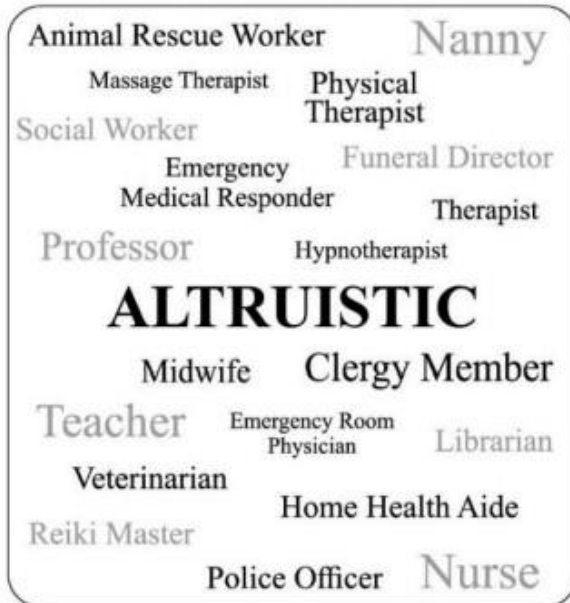 Animal Rescue Worker
Nanny
Massage Therapist
Physical
Therapist
Social Worker
Funeral Director
Emergency
Medical Responder
Therapist
Professor
Hypnotherapist
ALTRUISTIC
Midwife
Clergy Member
Teacher
Emergency Room
Physician
Librarian
Veterinarian
Home Health Aide
Reiki Master
Police Officer
Nurse